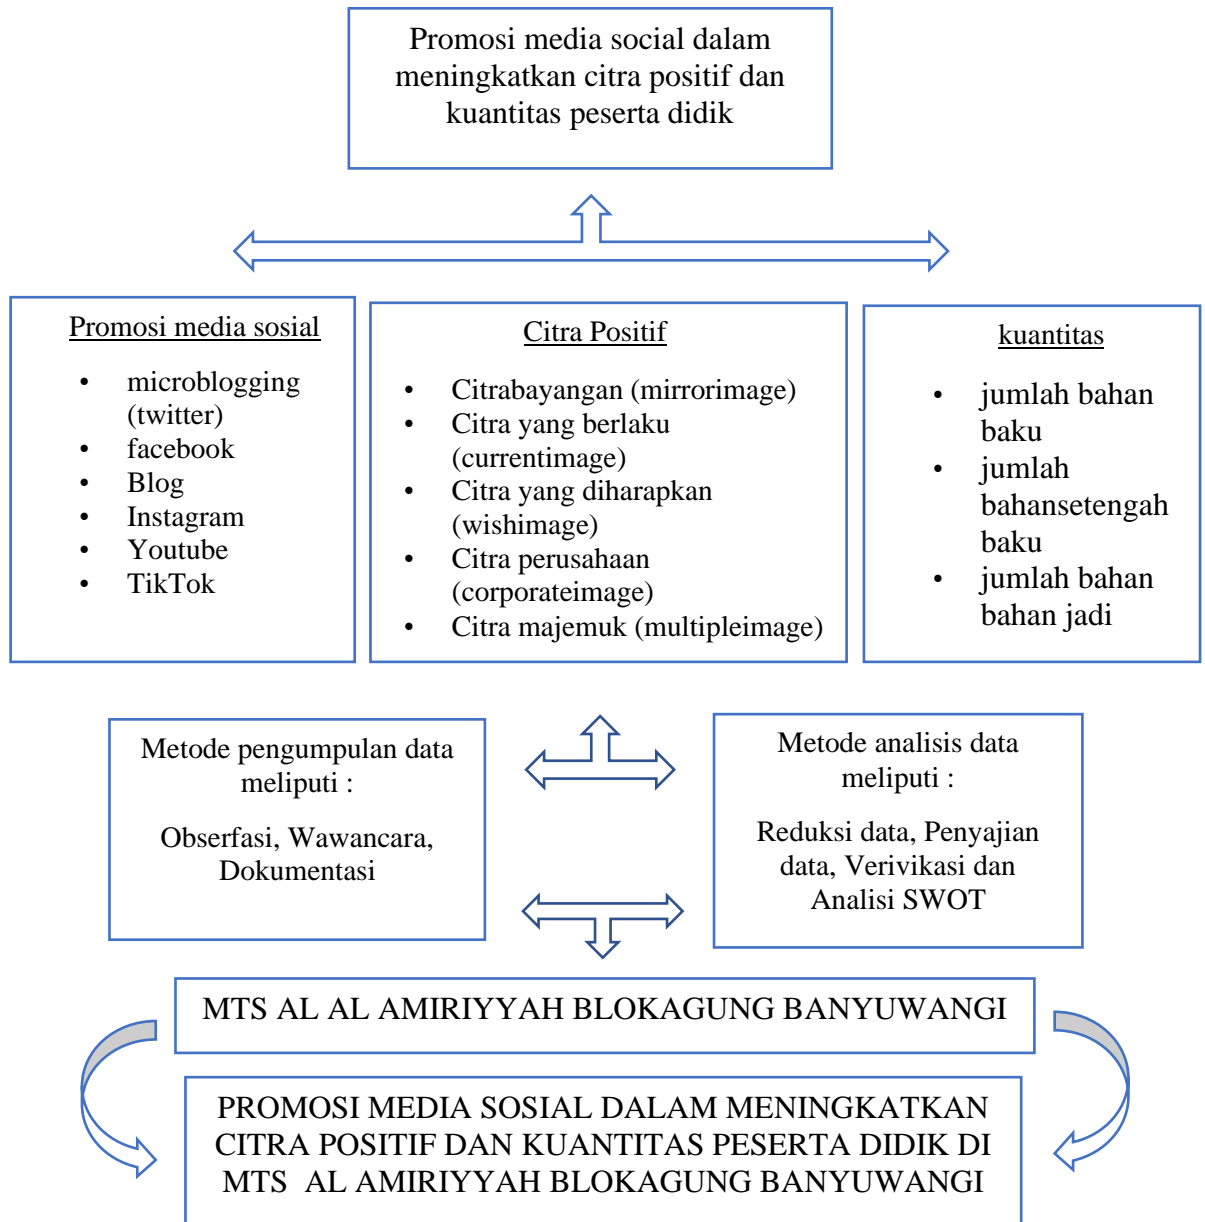 Promosi media social dalam
meningkatkan citra positif dan
kuantitas peserta didik
Promosi media sosial
• microblogging
(twitter)
• facebook
• Blog
• Instagram
• Youtube
• TikTok
Citra Positif
• Citrabayangan (mirrorimage)
• Citra yang berlaku
(currentimage)
• Citra yang diharapkan
(wishimage)
• Citra perusahaan
(corporateimage)
• Citra majemuk (multipleimage)
kuantitas
• jumlah bahan
baku
• jumlah
bahansetengah
baku
• jumlah bahan
bahan jadi
Metode pengumpulan data
meliputi :
Obserfasi, Wawancara,
Dokumentasi
Metode analisis data
meliputi :
Reduksi data, Penyajian
data, Verivikasi dan
Analisi SWOT
MTS AL AL AMIRIYYAH BLOKAGUNG BANYUWANGI
PROMOSI MEDIA SOSIAL DALAM MENINGKATKAN
CITRA POSITIF DAN KUANTITAS PESERTA DIDIK DI
MTS  AL AMIRIYYAH BLOKAGUNG BANYUWANGI